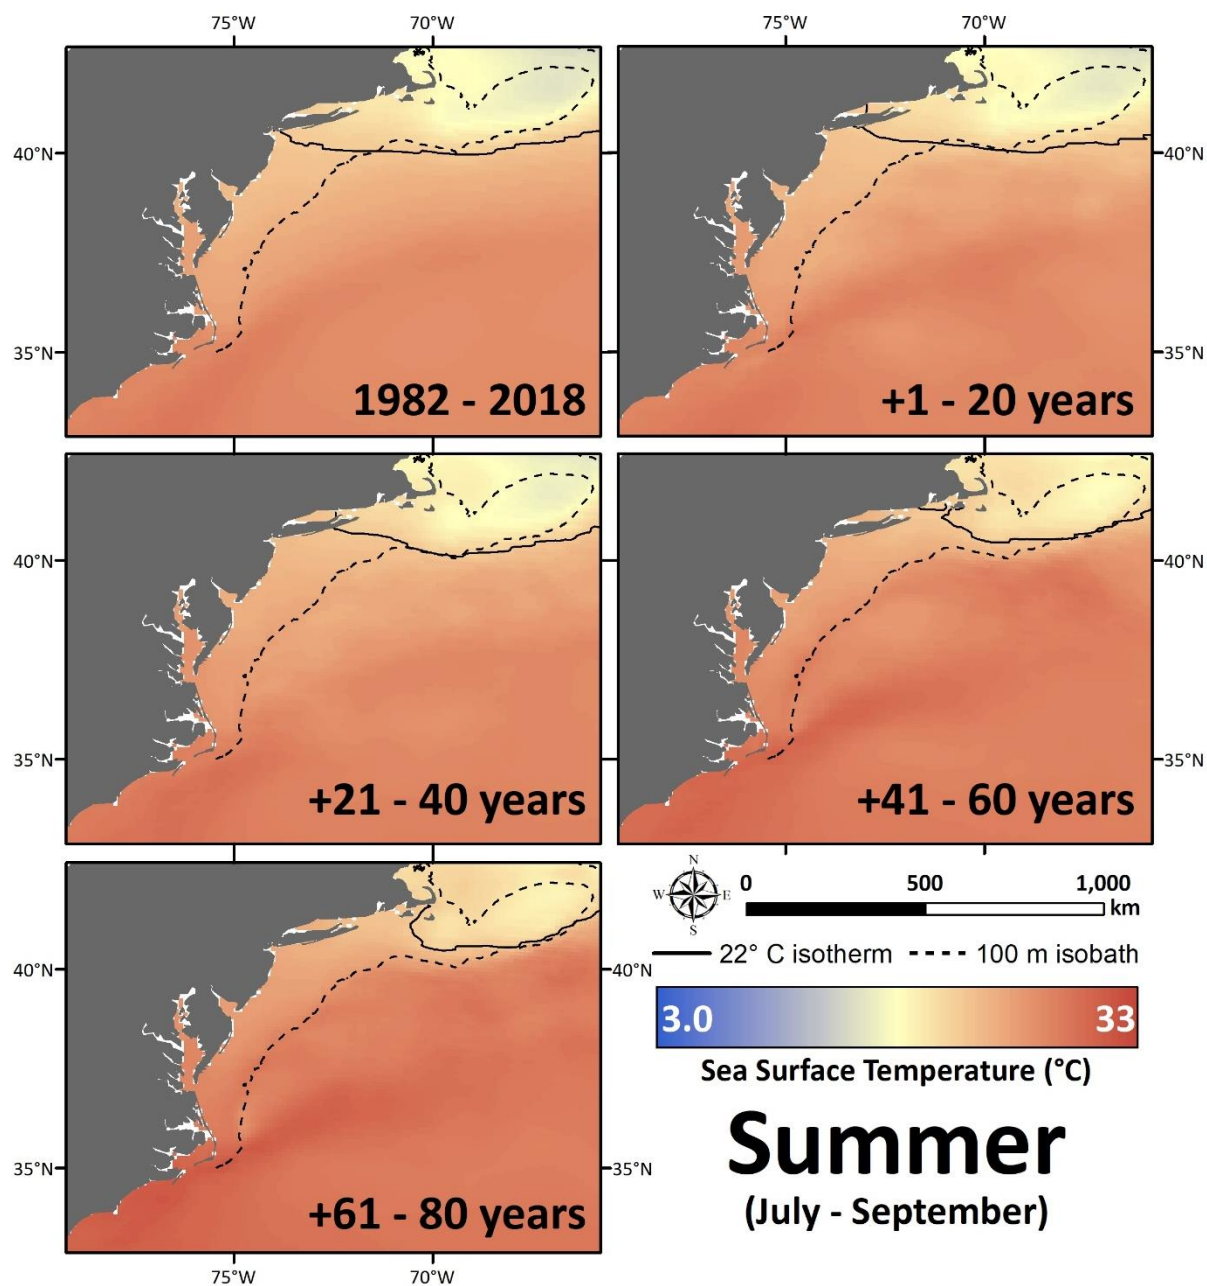 75°W 70°W 75°W 70°W
40°N 40°N
35°N 35°N
1982 - 2018 +1 - 20 years
40°N 40°N
35°N 35°N
+21 - 40 years +41 - 60 years
N
W E
S
0 500 1,000
km
22° C isotherm 100 m isobath
40°N 40°N
3.0 33
Sea Surface Temperature (°C)
Summer
35°N 35°N
+61 - 80 years (July - September)
75°W 70°W